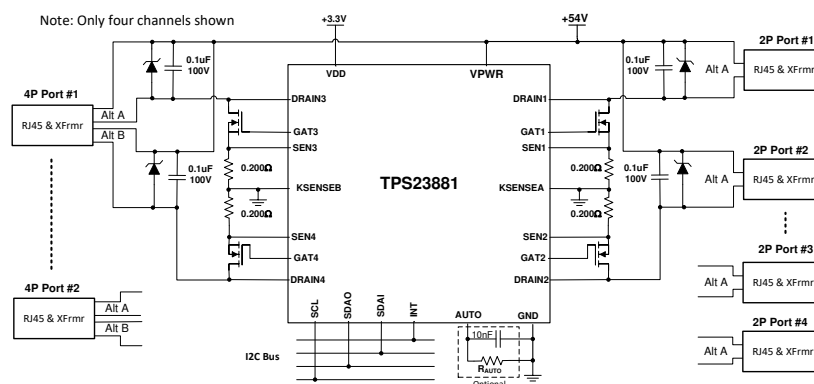 Note: Only four channels shown
+3.3V
+54V
VDD
VPWR
4P Port #1
RJ45 & XFrmr
Alt A
Alt B
0.1uF
100V
0.1uF
100V
4P Port #2
RJ45 & XFrmr
Alt A
Alt B
DRAIN3
GAT3
SEN3
0.200Ω
KSENSEB
0.200Ω
SEN4
GAT4
DRAIN4
TPS23881
DRAIN1
GAT1
SEN1
0.200Ω
KSENSEA
0.200Ω
SEN2
GAT2
DRAIN2
SCL
SDAO
SDAI
INT
AUTO
GND
I2C Bus
10nF
RAUTO
Optional
0.1uF
100V
Alt A
2P Port #1
RJ45 & XFrmr
0.1uF
100V
Alt A
2P Port #2
RJ45 & XFrmr
2P Port #3
Alt A
RJ45 & XFrmr
2P Port #4
Alt A
RJ45 & XFrmr